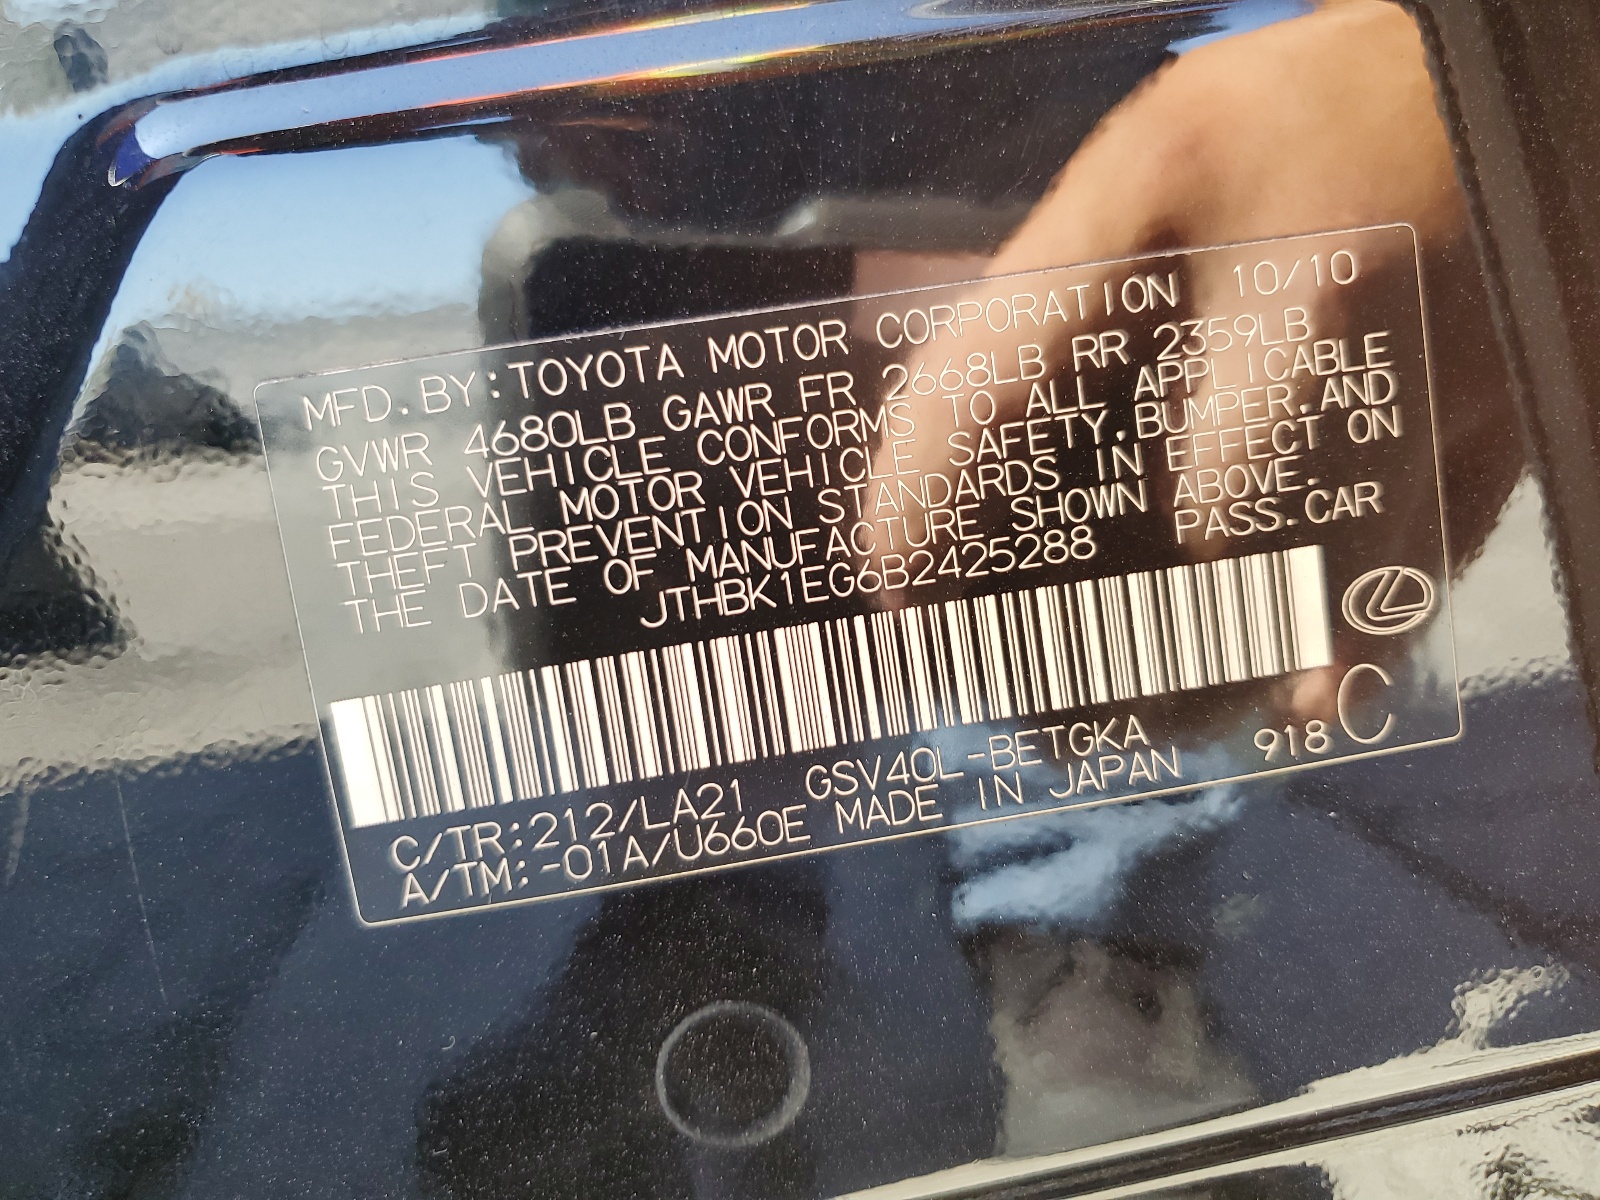 MFD. BY: TOYOTA MOTOR CORPORATION 10/10
GVWR 4680LB GAWR FR 2668LB RR 2359LB
THIS VEHICLE CONFORMS TO ALL APPLICABLE
FEDERAL MOTOR VEHICLE SAFETY, BUMPER, AND
THEFT PREVENTION STANDARDS IN EFFECT ON
THE DATE OF MANUFACTURE SHOWN ABOVE.
JTHBK1EG6B2425288 PASS. CAR
C/TR:212/LA21 GSV40L-BETGKA 918 C
A/TM:-01A/U660E MADE IN JAPAN